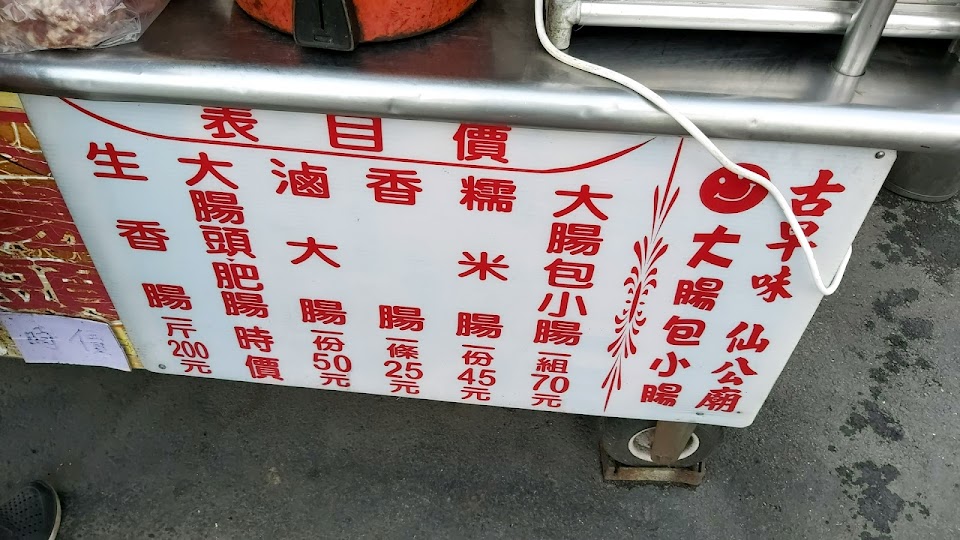 古早味 仙公廟
大腸包小腸
價目表
大腸包小腸一組70元
糯米腸一份45元
香腸一條25元
滷大腸一份50元
大腸頭肥腸時價
生香腸一斤200元
時價